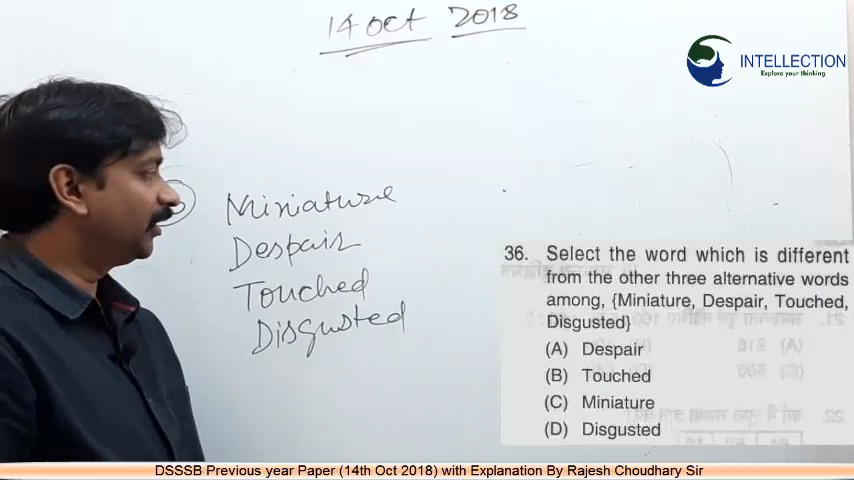 14 oct 2018
INTELLECTION
Explore your thinking
Miniature
Despair
Touched
Disgusted
36. Select the word which is different
from the other three alternative words
among, {Miniature, Despair, Touched,
Disgusted}
(A) Despair
(B) Touched
(C) Miniature
(D) Disgusted
DSSSB Previous year Paper (14th Oct 2018) with Explanation By Rajesh Choudhary Sir